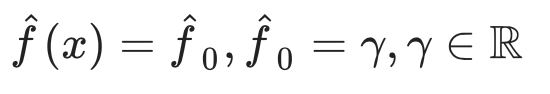 f̂(x) = f̂₀, f̂₀ = γ, γ ∈ ℝ